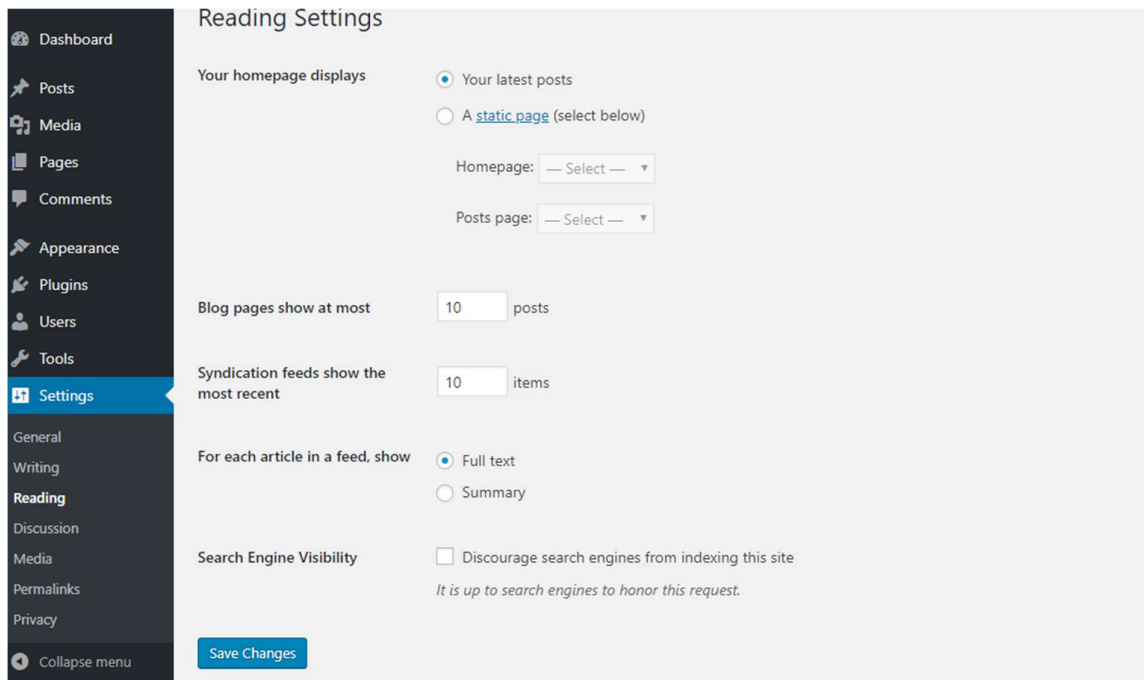 Dashboard
Posts
Media
Pages
Comments
Appearance
Plugins
Users
Tools
Settings
General
Writing
Reading
Discussion
Media
Permalinks
Privacy
Collapse menu
Reading Settings
Your homepage displays
Your latest posts
A static page (select below)
Homepage: — Select —
Posts page: — Select —
Blog pages show at most 10 posts
Syndication feeds show the
most recent
10 items
For each article in a feed, show
Full text
Summary
Search Engine Visibility
Discourage search engines from indexing this site
It is up to search engines to honor this request.
Save Changes